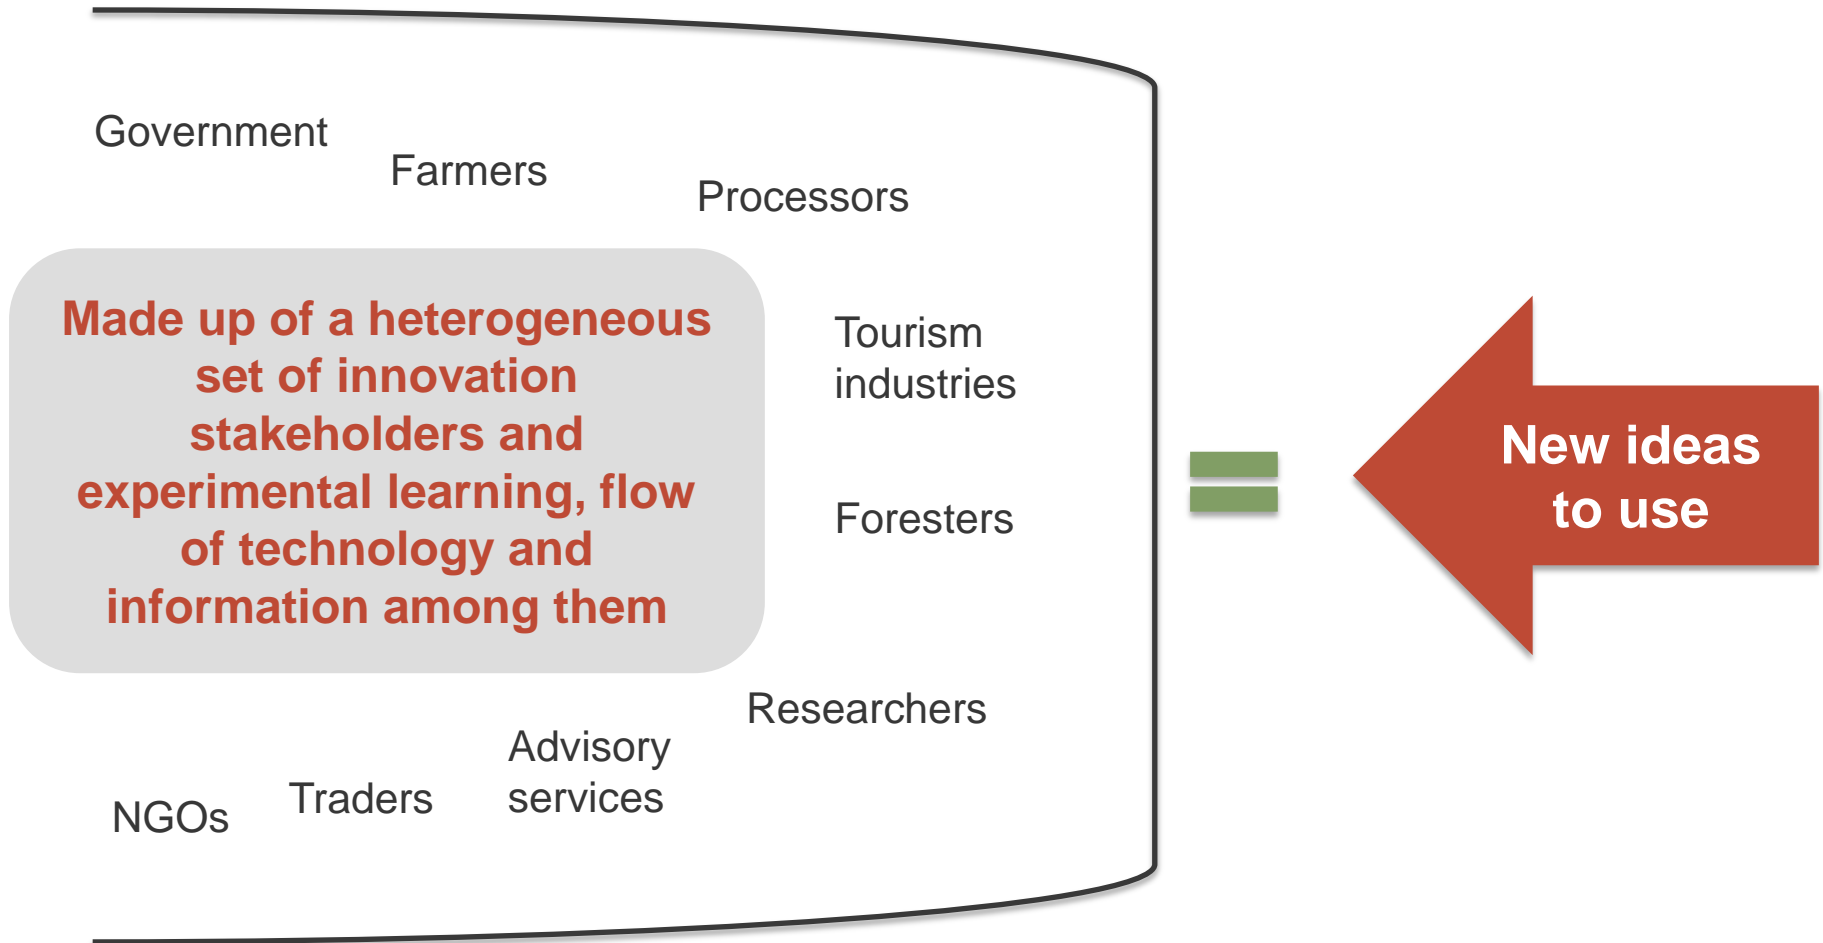 Government
Farmers
Processors
Made up of a heterogeneous
set of innovation
stakeholders and
experimental learning, flow
of technology and
information among them
Tourism
industries
Foresters
Researchers
Advisory
services
Traders
NGOs
New ideas
to use